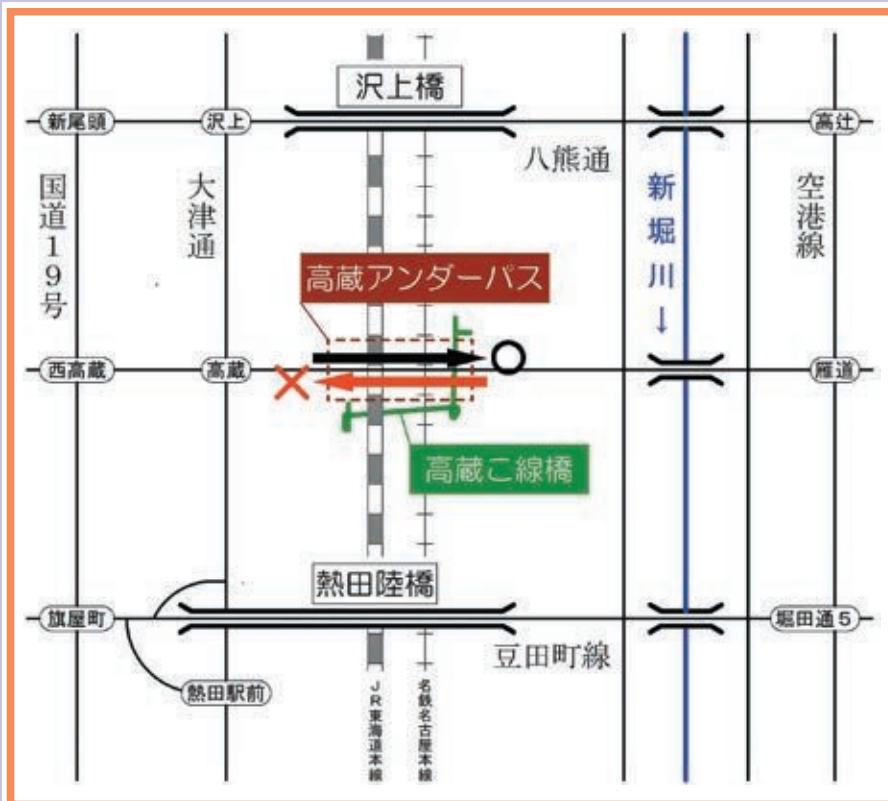 沢上橋
新尾頭
沢上
高辻
八熊通
国道19号
大津通
新堀川↓
空港線
高蔵アンダーパス
西高蔵
高蔵
雁道
高蔵こ線橋
熱田陸橋
旗屋町
堀田通5
豆田町線
熱田駅前
JR東海道本線
名鉄名古屋本線